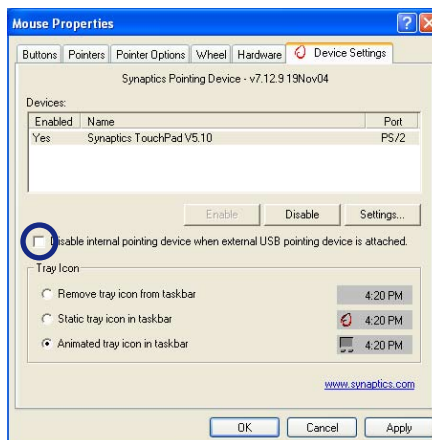 Mouse Properties
Buttons Pointers Pointer Options Wheel Hardware Device Settings
Synaptics Pointing Device - v7.12.9 19Nov04
Devices:
Enabled Name Port
Yes Synaptics TouchPad V5.10 PS/2
Enable Disable Settings...
Disable internal pointing device when external USB pointing device is attached.
Tray Icon
Remove tray icon from taskbar 4:20 PM
Static tray icon in taskbar 4:20 PM
Animated tray icon in taskbar 4:20 PM
www.synaptics.com
OK Cancel Apply